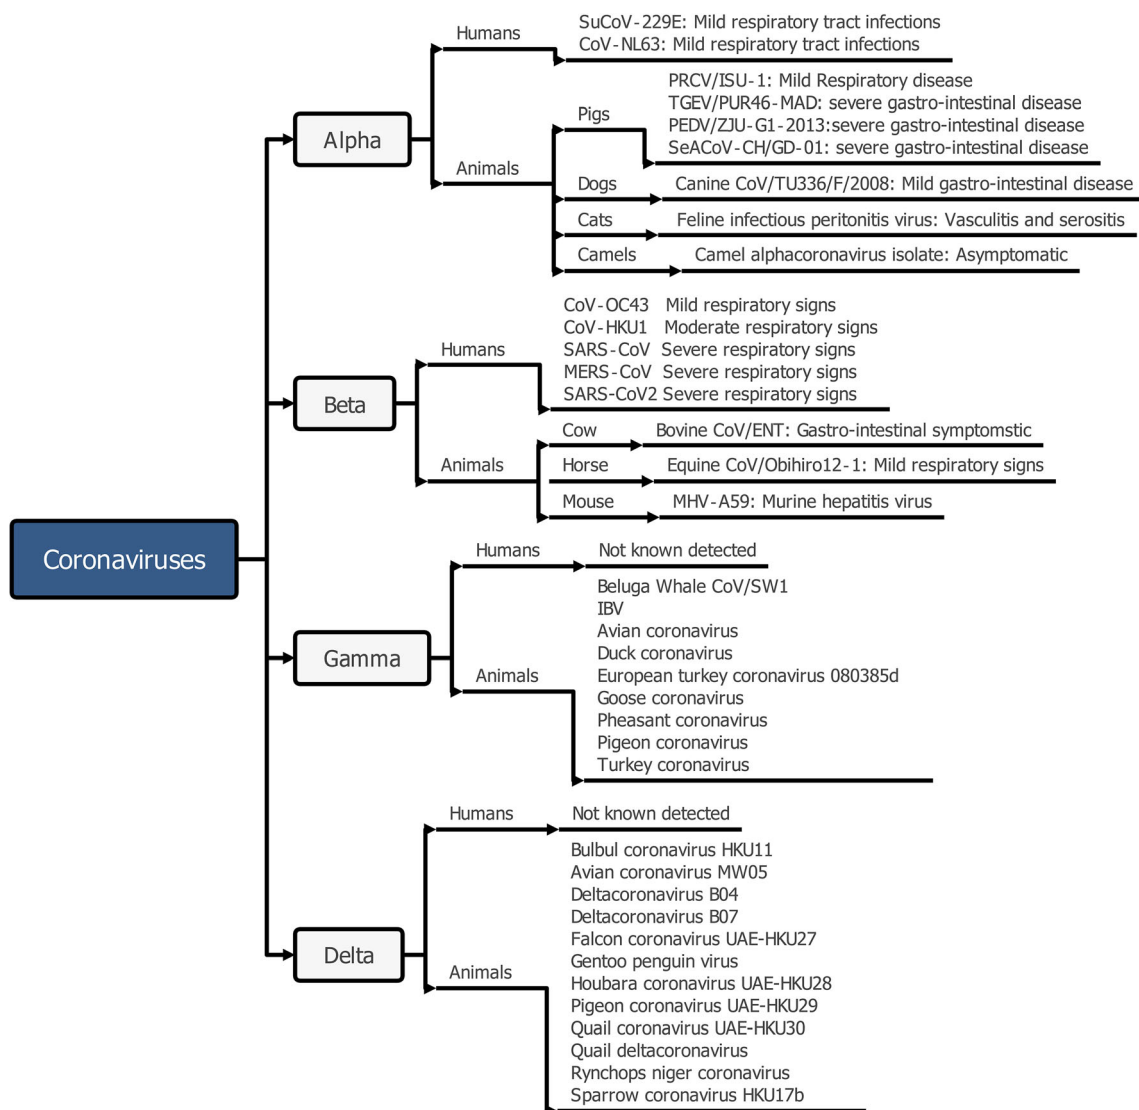 Humans
SuCoV-229E: Mild respiratory tract infections
CoV-NL63: Mild respiratory tract infections
Alpha
Animals
Pigs
PRCV/ISU-1: Mild Respiratory disease
TGEV/PUR46-MAD: severe gastro-intestinal disease
PEDV/ZJU-G1-2013:severe gastro-intestinal disease
SeACoV-CH/GD-01: severe gastro-intestinal disease
Dogs
Canine CoV/TU336/F/2008: Mild gastro-intestinal disease
Cats
Feline infectious peritonitis virus: Vasculitis and serositis
Camels
Camel alphacoronavirus isolate: Asymptomatic
Humans
CoV-OC43 Mild respiratory signs
CoV-HKU1 Moderate respiratory signs
SARS-CoV Severe respiratory signs
MERS-CoV Severe respiratory signs
SARS-CoV2 Severe respiratory signs
Beta
Animals
Cow
Bovine CoV/ENT: Gastro-intestinal symptomstic
Horse
Equine CoV/Obihiro12-1: Mild respiratory signs
Mouse
MHV-A59: Murine hepatitis virus
Coronaviruses
Humans
Not known detected
Gamma
Animals
Beluga Whale CoV/SW1
IBV
Avian coronavirus
Duck coronavirus
European turkey coronavirus 080385d
Goose coronavirus
Pheasant coronavirus
Pigeon coronavirus
Turkey coronavirus
Humans
Not known detected
Delta
Animals
Bulbul coronavirus HKU11
Avian coronavirus MW05
Deltacoronavirus B04
Deltacoronavirus B07
Falcon coronavirus UAE-HKU27
Gentoo penguin virus
Houbara coronavirus UAE-HKU28
Pigeon coronavirus UAE-HKU29
Quail coronavirus UAE-HKU30
Quail deltacoronavirus
Rynchops niger coronavirus
Sparrow coronavirus HKU17b